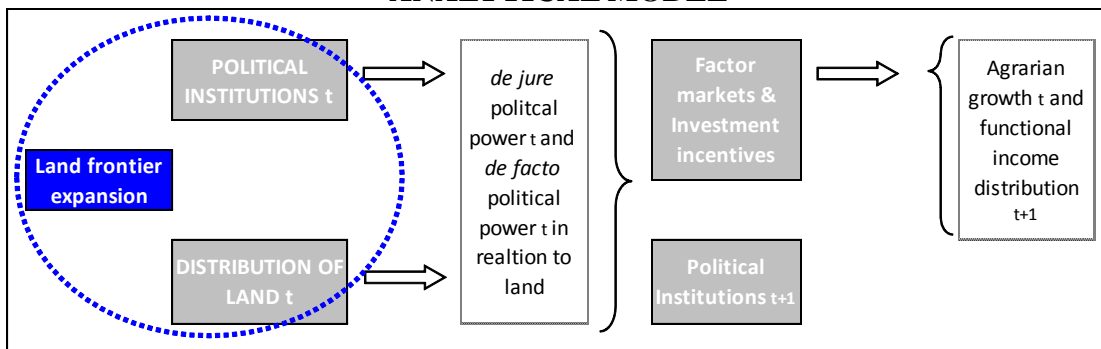 POLITICAL
INSTITUTIONS t
Land frontier
expansion
DISTRIBUTION OF
LAND t
de jure
politcal
power t and
de facto
political
power t in
realtion to
land
Factor
markets &
Investment
incentives
Political
Institutions t+1
Agrarian
growth t and
functional
income
distribution
t+1